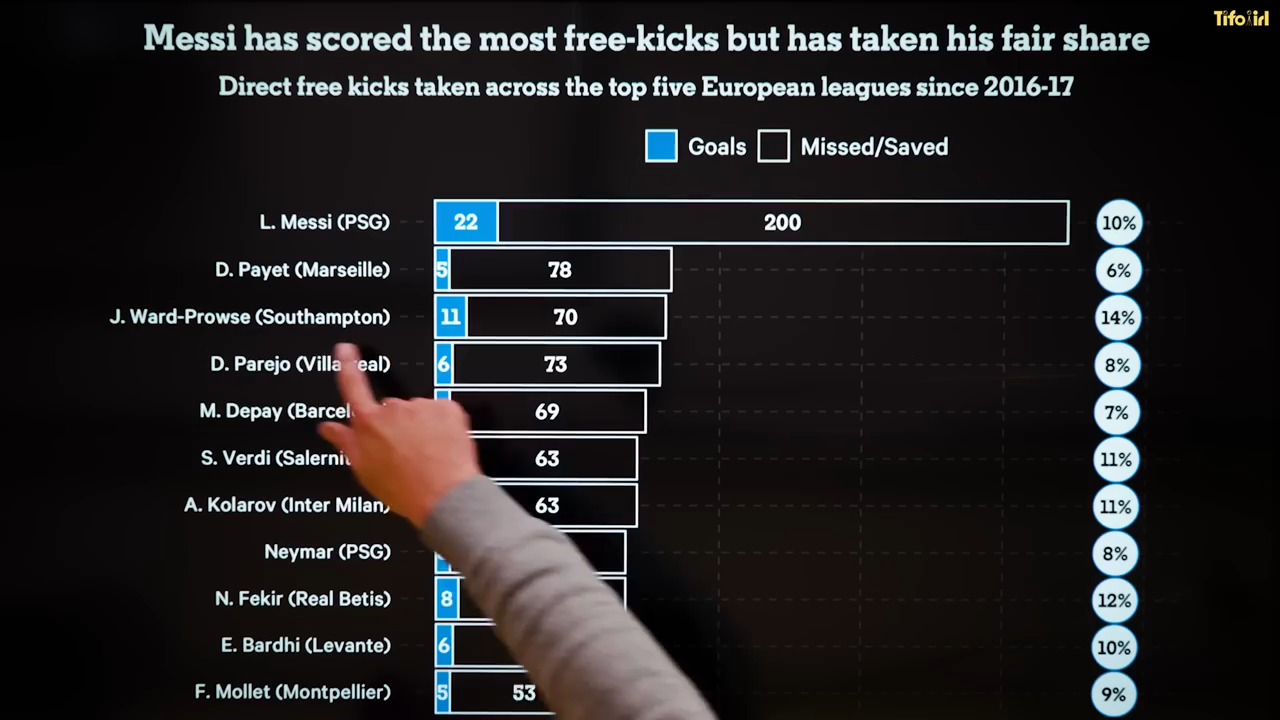 Tifo irl
Messi has scored the most free-kicks but has taken his fair share
Direct free kicks taken across the top five European leagues since 2016-17
Goals Missed/Saved
L. Messi (PSG) 22 200 10%
D. Payet (Marseille) 5 78 6%
J. Ward-Prowse (Southampton) 11 70 14%
D. Parejo 6 73 8%
M. Depay 69 7%
S. Verdi 63 11%
A. Kolarov (Inter Milan) 63 11%
Neymar (PSG) 8%
N. Fekir (Real Betis) 8 12%
E. Bardhi (Levante) 6 10%
F. Mollet (Montpellier) 5 53 9%